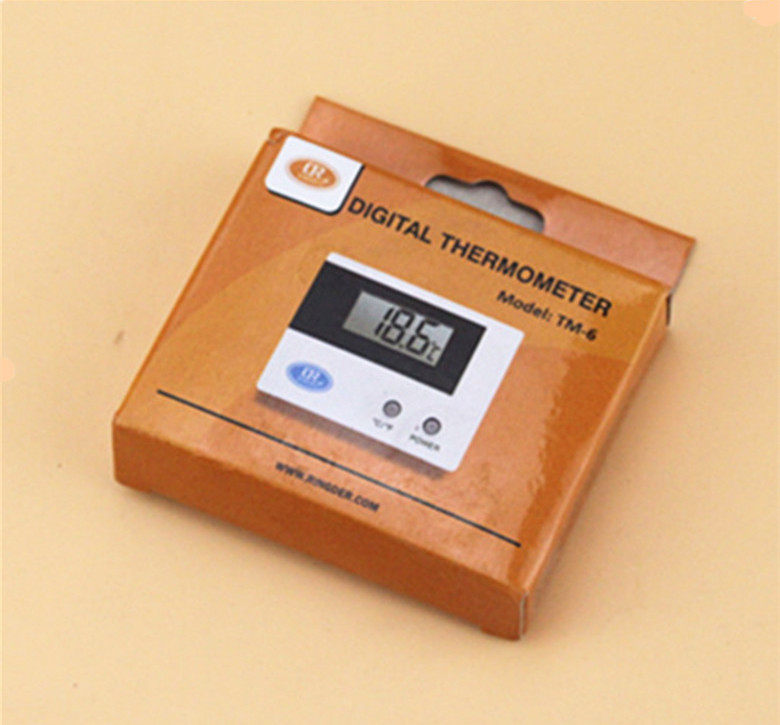 DIGITAL THERMOMETER
Model: TM-6
18.6°C
°C/°F
POWER
WWW.RINGDER.COM